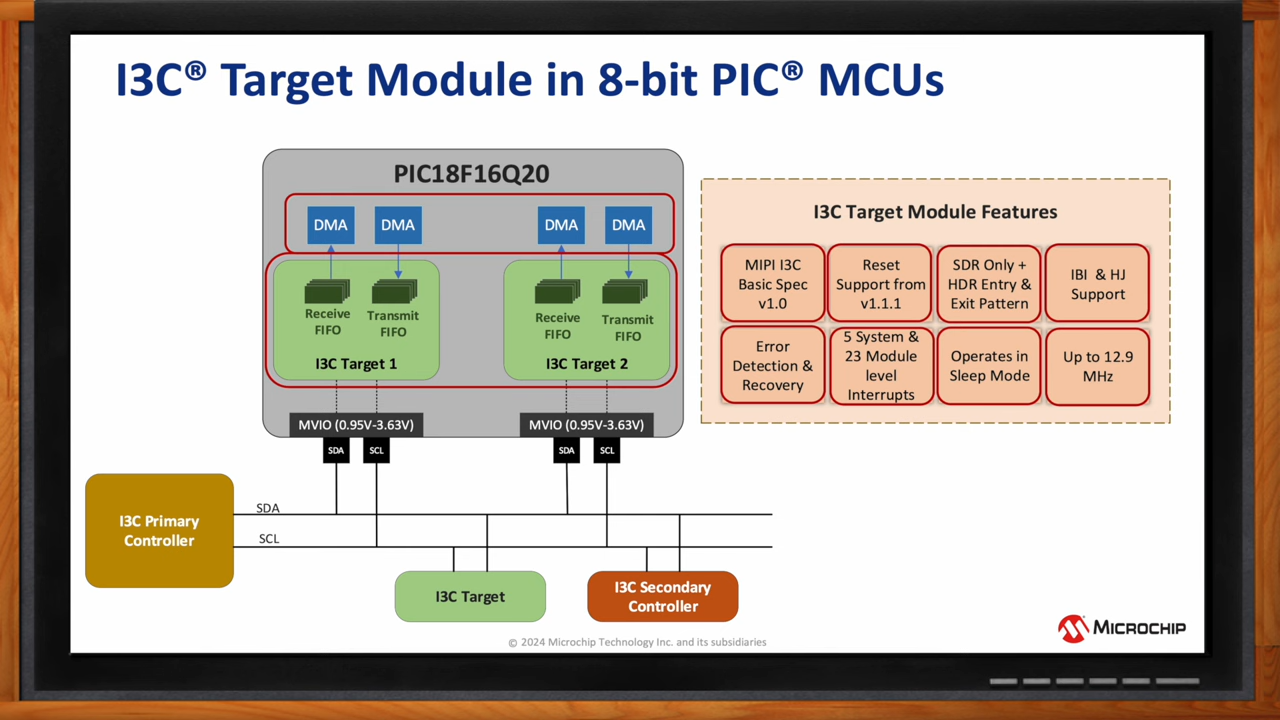 I3C® Target Module in 8-bit PIC® MCUs
PIC18F16Q20
DMA
DMA
DMA
DMA
Receive
FIFO
Transmit
FIFO
Receive
FIFO
Transmit
FIFO
I3C Target 1
I3C Target 2
MVIO (0.95V-3.63V)
MVIO (0.95V-3.63V)
SDA
SCL
SDA
SCL
I3C Target Module Features
MIPI I3C
Basic Spec
v1.0
Reset
Support from
v1.1.1
SDR Only +
HDR Entry &
Exit Pattern
IBI & HJ
Support
Error
Detection &
Recovery
5 System &
23 Module
level
Interrupts
Operates in
Sleep Mode
Up to 12.9
MHz
I3C Primary
Controller
SDA
SCL
I3C Target
I3C Secondary
Controller
© 2024 Microchip Technology Inc. and its subsidiaries
MICROCHIP